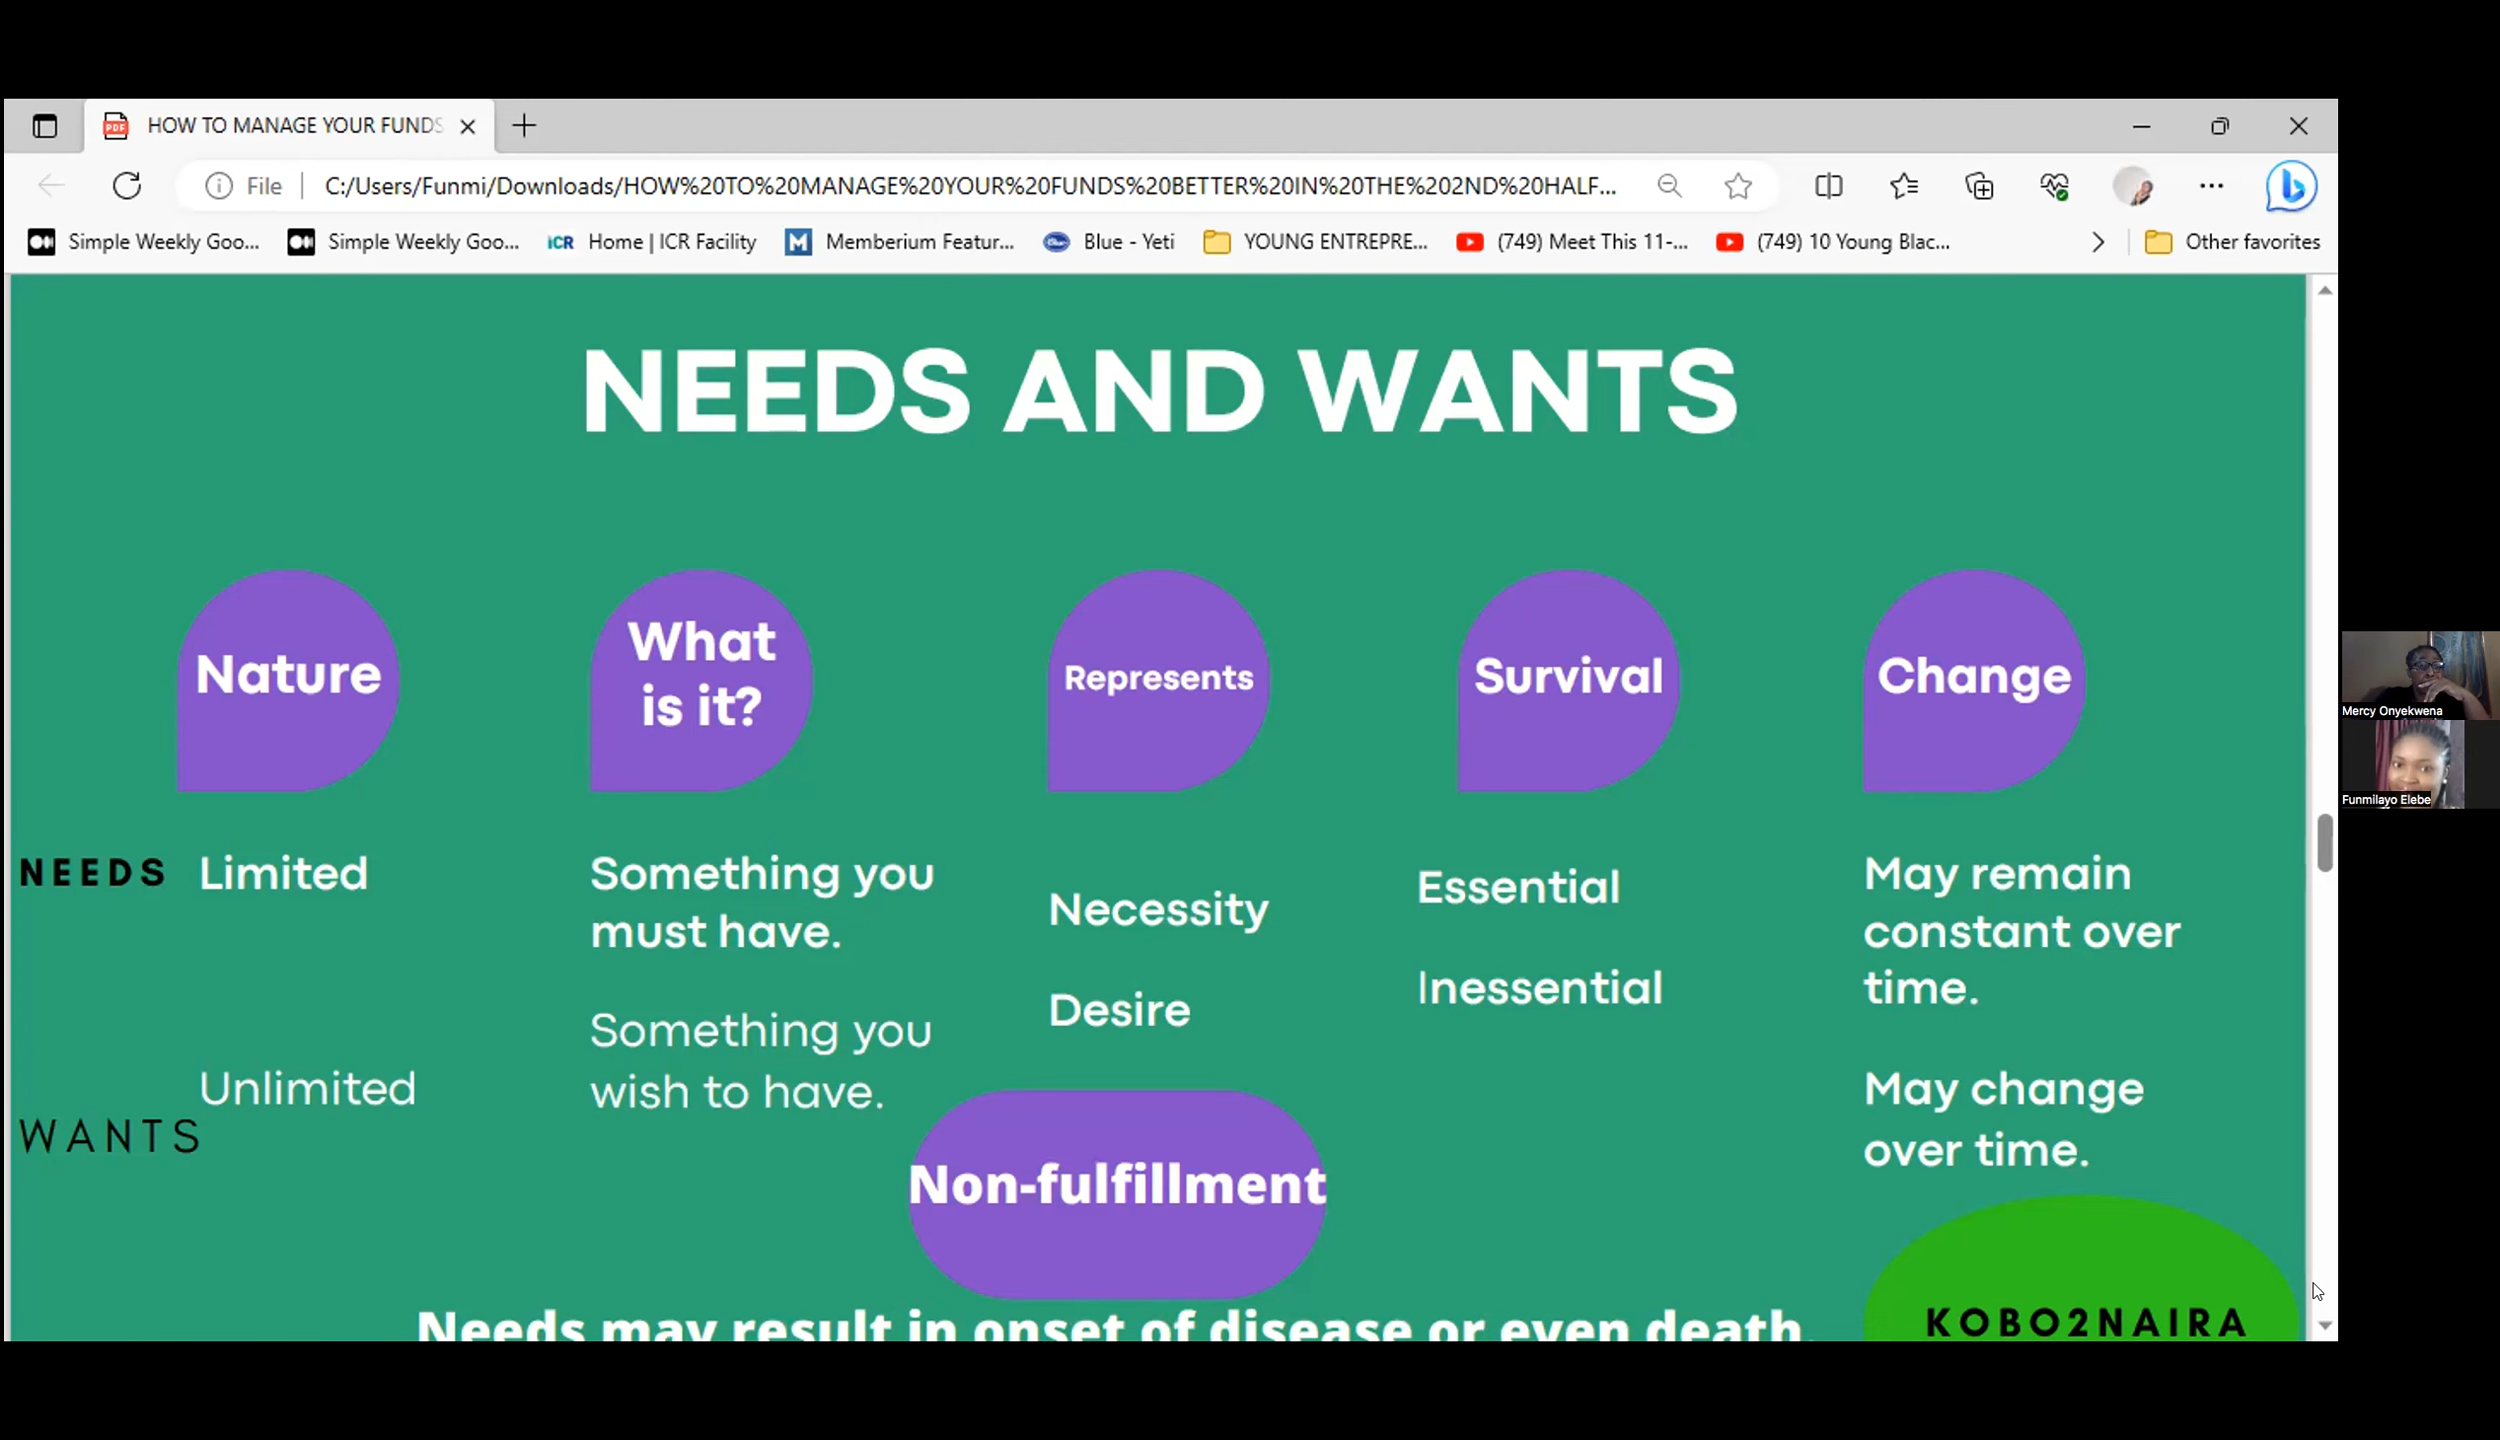 HOW TO MANAGE YOUR FUNDS
File
C:/Users/Funmi/Downloads/HOW%20TO%20MANAGE%20YOUR%20FUNDS%20BETTER%20IN%20THE%202ND%20HALF...
Simple Weekly Goo...
Simple Weekly Goo...
ICR Home | ICR Facility
M Memberium Featur...
Blue - Yeti
YOUNG ENTREPRE...
(749) Meet This 11-...
(749) 10 Young Blac...
Other favorites
NEEDS AND WANTS
Nature
What
is it?
Represents
Survival
Change
NEEDS
Limited
Something you
must have.
Necessity
Essential
May remain
constant over
time.
WANTS
Unlimited
Something you
wish to have.
Desire
Inessential
May change
over time.
Non-fulfillment
Needs may result in onset of disease or even death.
KOBO2NAIRA
Mercy Onyekwena
Funmilayo Elebe